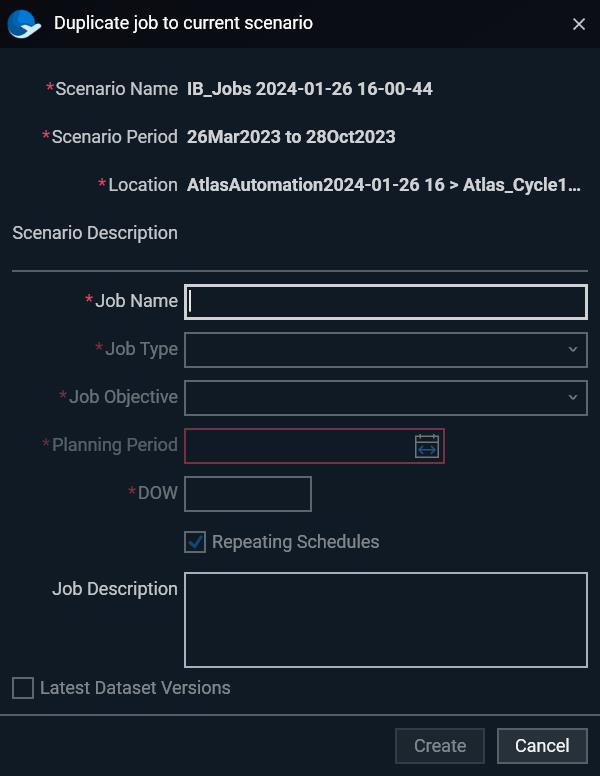 Duplicate job to current scenario
*Scenario Name IB_Jobs 2024-01-26 16-00-44
*Scenario Period 26Mar2023 to 28Oct2023
*Location AtlasAutomation2024-01-26 16 > Atlas_Cycle1...
Scenario Description
*Job Name
*Job Type
*Job Objective
*Planning Period
*DOW
Repeating Schedules
Job Description
Latest Dataset Versions
Create Cancel